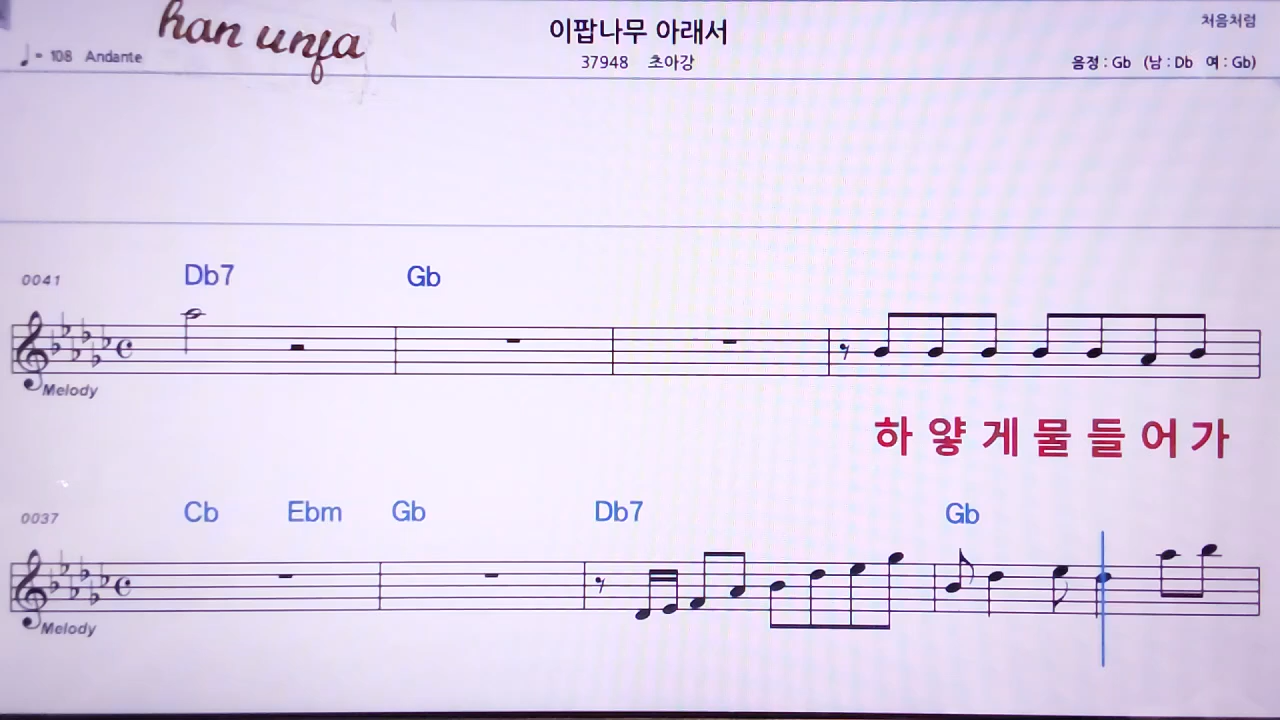 han unfa
이팝나무 아래서
처음처럼
♩= 108 Andante
37948 초아강
음정 : Gb (남 : Db 여 : Gb)
0041 Db7 Gb
Melody
하 얗 게 물 들 어 가
0037 Cb Ebm Gb Db7 Gb
Melody